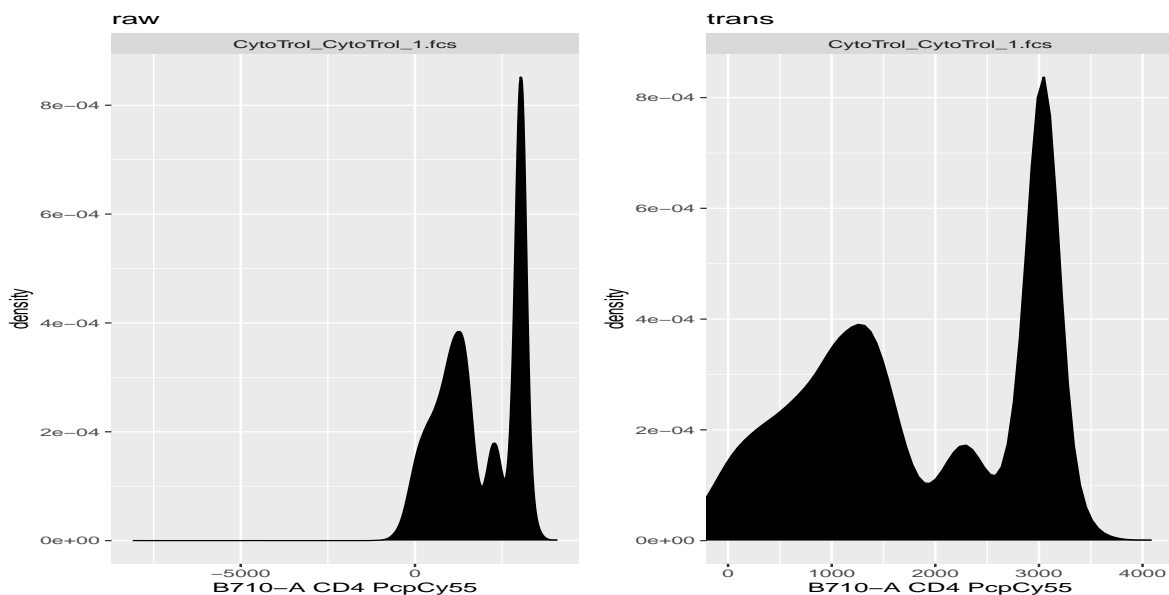 raw
CytoTrol_CytoTrol_1.fcs
8e−04
6e−04
4e−04
2e−04
0e+00
density
−5000
0
B710−A CD4 PcpCy55
trans
CytoTrol_CytoTrol_1.fcs
8e−04
6e−04
4e−04
2e−04
0e+00
density
0
1000
2000
3000
4000
B710−A CD4 PcpCy55